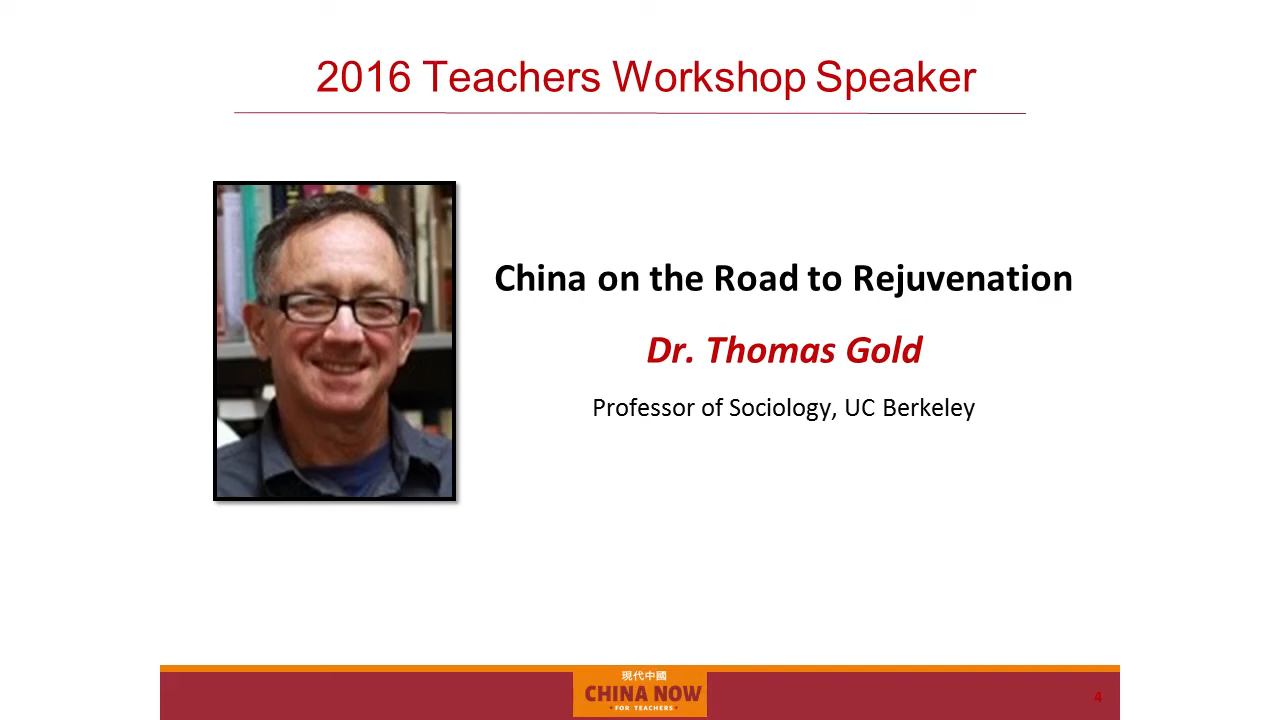 2016 Teachers Workshop Speaker
China on the Road to Rejuvenation
Dr. Thomas Gold
Professor of Sociology, UC Berkeley
現代中國
CHINA NOW
• FOR TEACHERS •
4